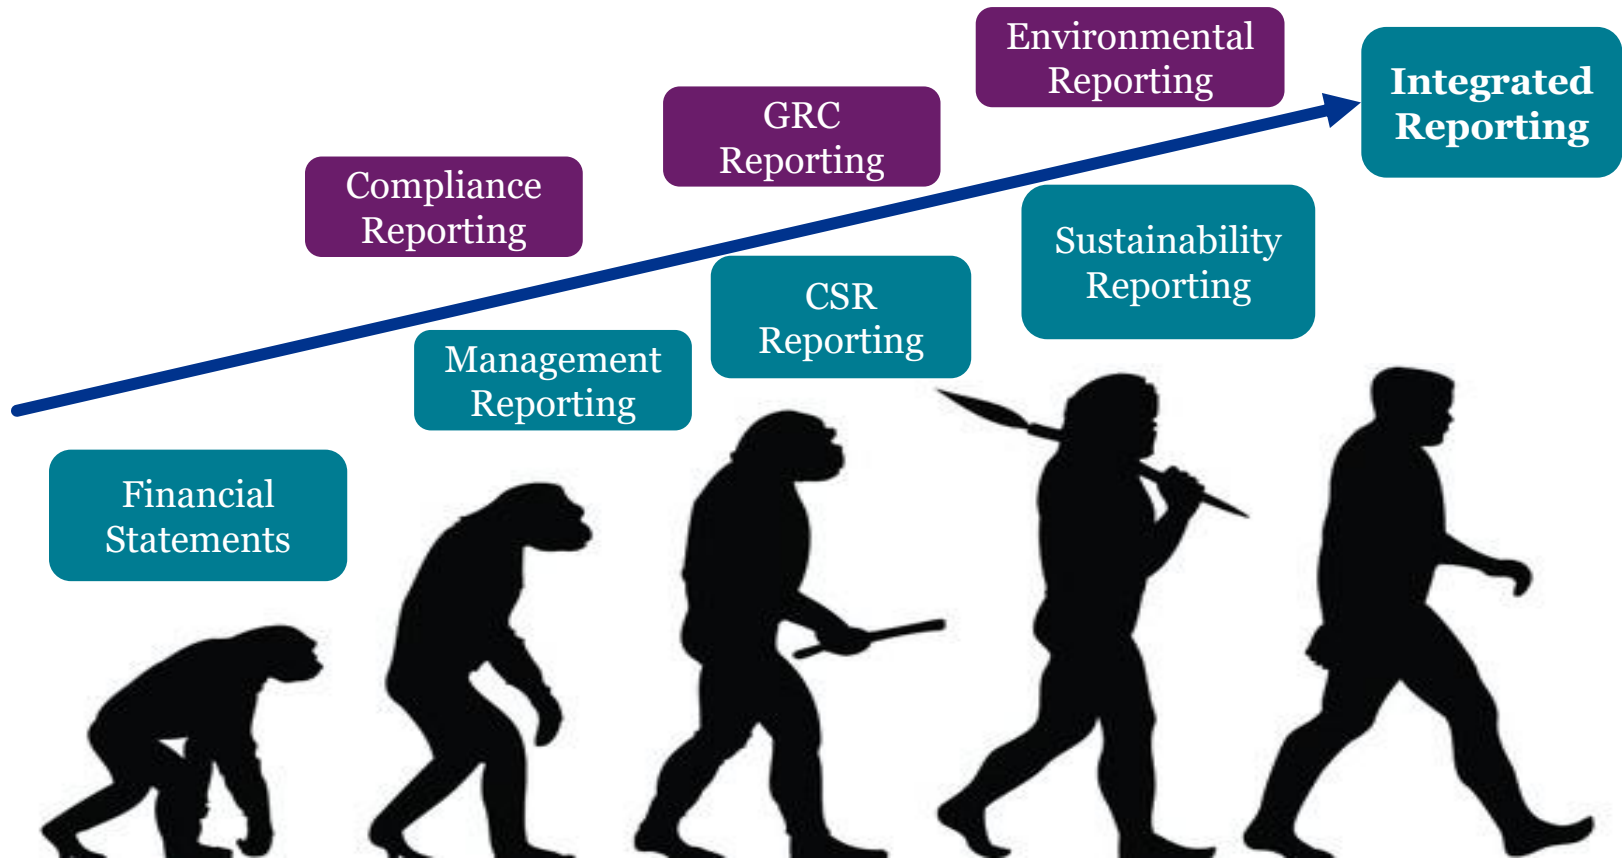 Environmental
Reporting
Integrated
Reporting
GRC
Reporting
Compliance
Reporting
Sustainability
Reporting
CSR
Reporting
Management
Reporting
Financial
Statements